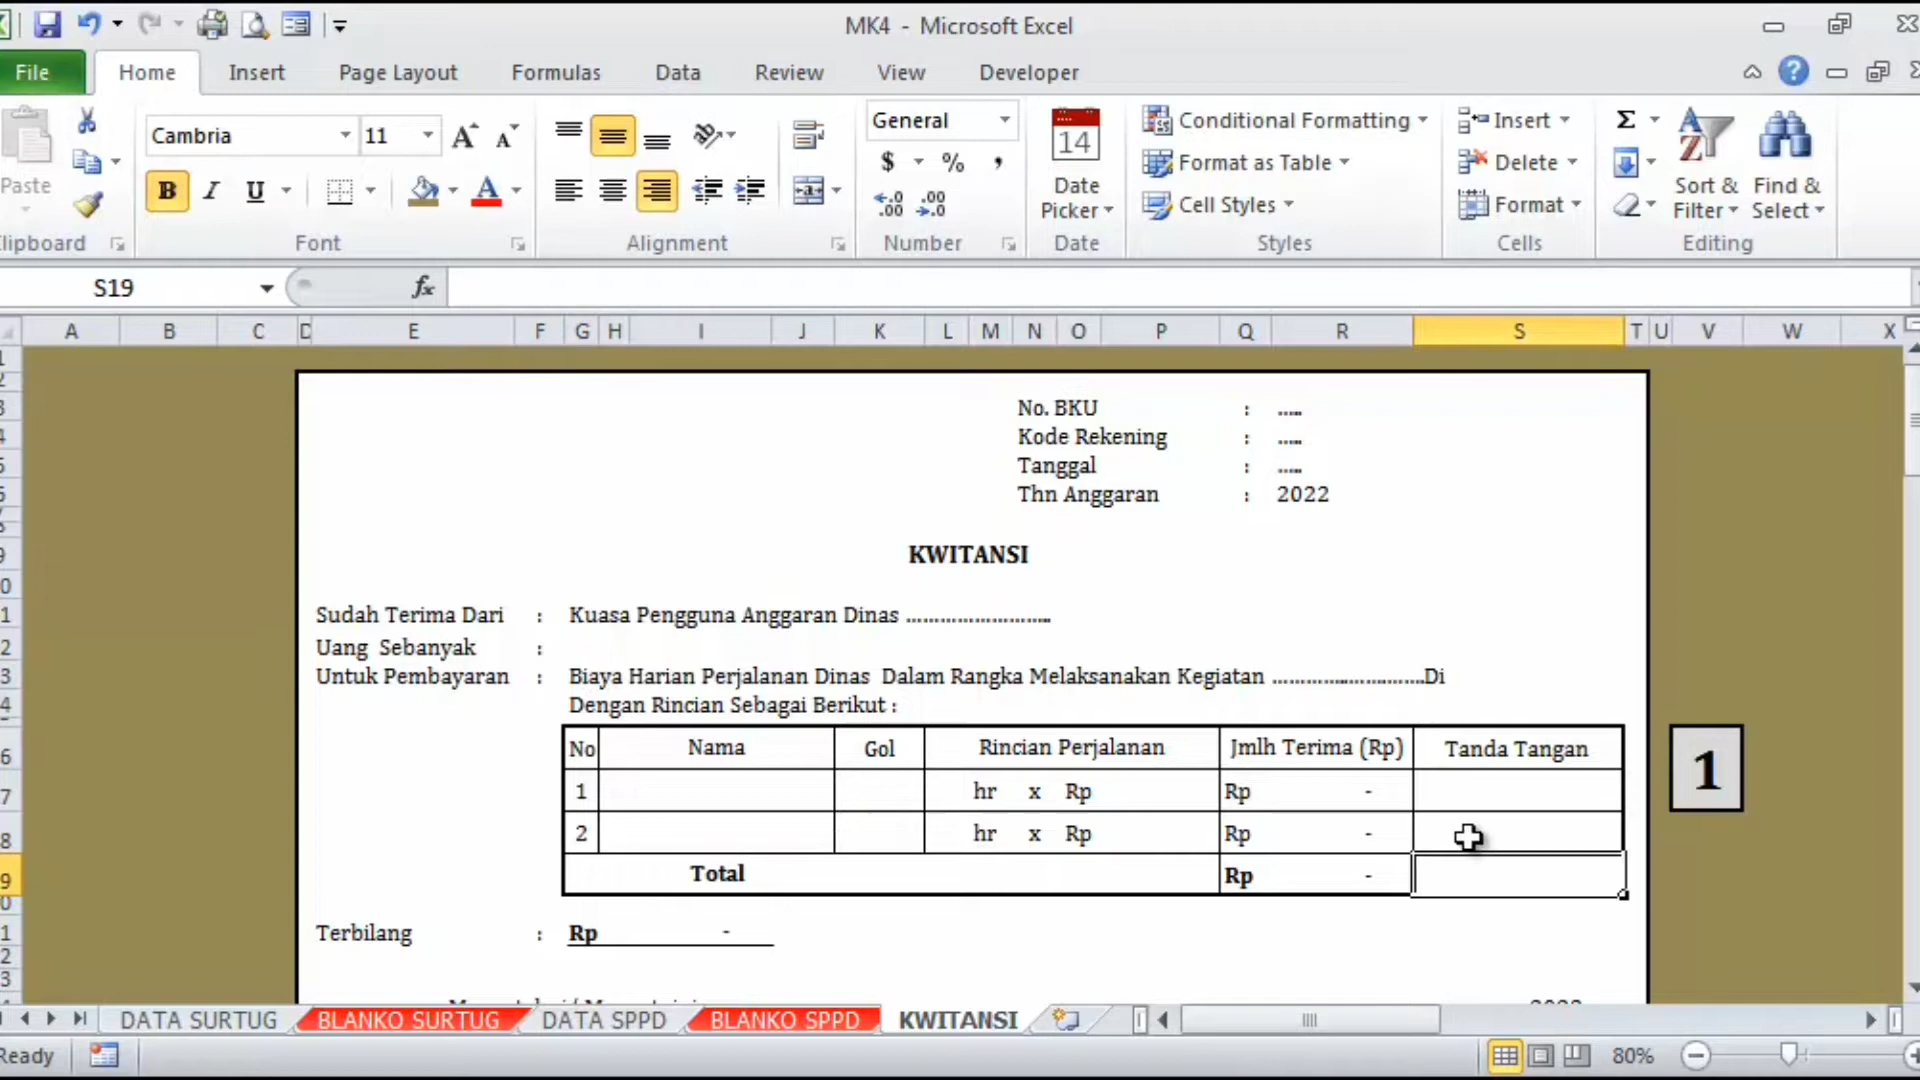 MK4 - Microsoft Excel
File Home Insert Page Layout Formulas Data Review View Developer
Paste
Cambria 11
B I U
General
$ % ,
14
Date Picker
Conditional Formatting
Format as Table
Cell Styles
Insert
Delete
Format
Σ
Sort & Filter
Find & Select
lipboard Font Alignment Number Date Styles Cells Editing
S19 fx
A B C D E F G H I J K L M N O P Q R S T U V W X
No. BKU : .....
Kode Rekening : .....
Tanggal : .....
Thn Anggaran : 2022
KWITANSI
Sudah Terima Dari : Kuasa Pengguna Anggaran Dinas ..........................
Uang Sebanyak :
Untuk Pembayaran : Biaya Harian Perjalanan Dinas Dalam Rangka Melaksanakan Kegiatan ............................Di
Dengan Rincian Sebagai Berikut :
No Nama Gol Rincian Perjalanan Jmlh Terima (Rp) Tanda Tangan
1 hr x Rp Rp -
2 hr x Rp Rp -
Total Rp -
1
Terbilang : Rp -
DATA SURTUG BLANKO SURTUG DATA SPPD BLANKO SPPD KWITANSI
Ready 80%